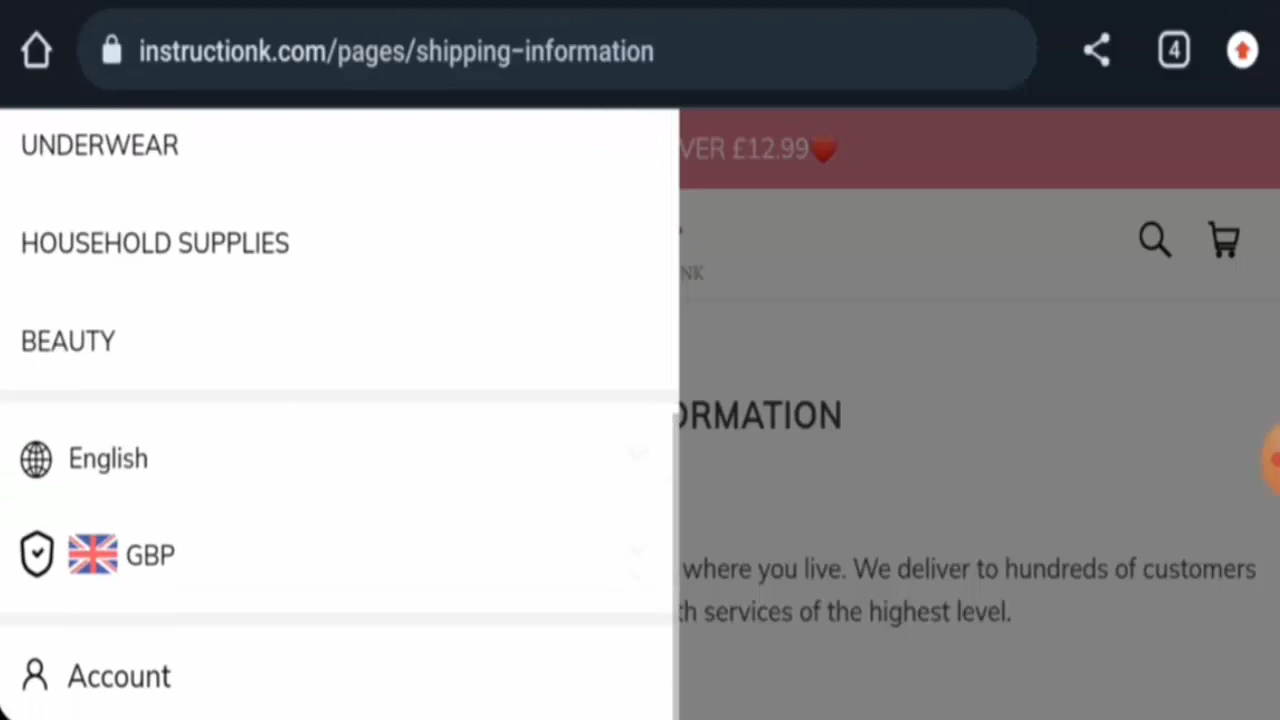 instructionk.com/pages/shipping-information
4
UNDERWEAR
HOUSEHOLD SUPPLIES
BEAUTY
English
GBP
Account
VER £12.99
NK
ORMATION
where you live. We deliver to hundreds of customers
th services of the highest level.